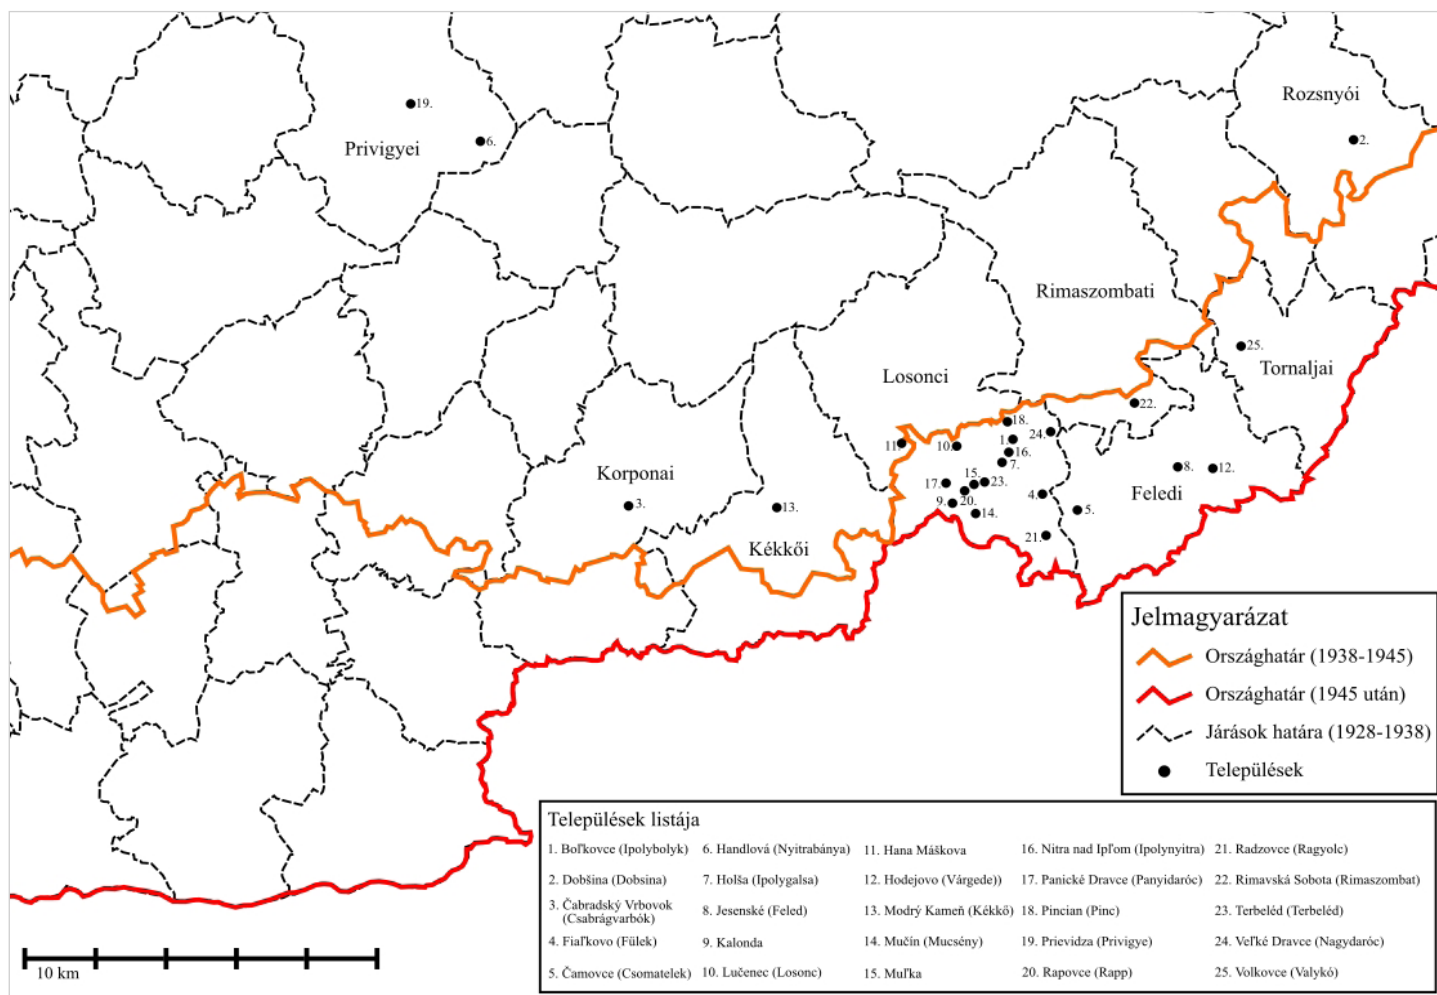 Rozsnyói
19.
2.
6.
Privigyei
Rimaszombati
25.
Tornaljai
Losonci
22.
18.
24.
1.
11.
10.
16.
7.
8.
12.
Korponai
15.
23.
17.
Feledi
4.
20.
9.
3.
13.
5.
14.
21.
Kékkői
Jelmagyarázat
Országhatár (1938-1945)
Országhatár (1945 után)
Járások határa (1928-1938)
Települések
Települések listája
1. Boľkovce (Ipolybolyk)
2. Dobšina (Dobsina)
3. Čabradský Vrbovok
(Csabrágvarbók)
4. Fiaľkovo (Fülek)
5. Čamovce (Csomatelek)
6. Handlová (Nyitrabánya)
7. Holša (Ipolygalsa)
8. Jesenské (Feled)
9. Kalonda
10. Lučenec (Losonc)
11. Hana Máškova
12. Hodejovo (Várgede))
13. Modrý Kameň (Kékkő)
14. Mučín (Mucsény)
15. Muľka
16. Nitra nad Ipľom (Ipolynyitra)
17. Panické Dravce (Panyidaróc)
18. Pincian (Pinc)
19. Prievidza (Privigye)
20. Rapovce (Rapp)
21. Radzovce (Ragyolc)
22. Rimavská Sobota (Rimaszombat)
23. Terbeléd (Terbeléd)
24. Veľké Dravce (Nagydaróc)
25. Volkovce (Valykó)
10 km